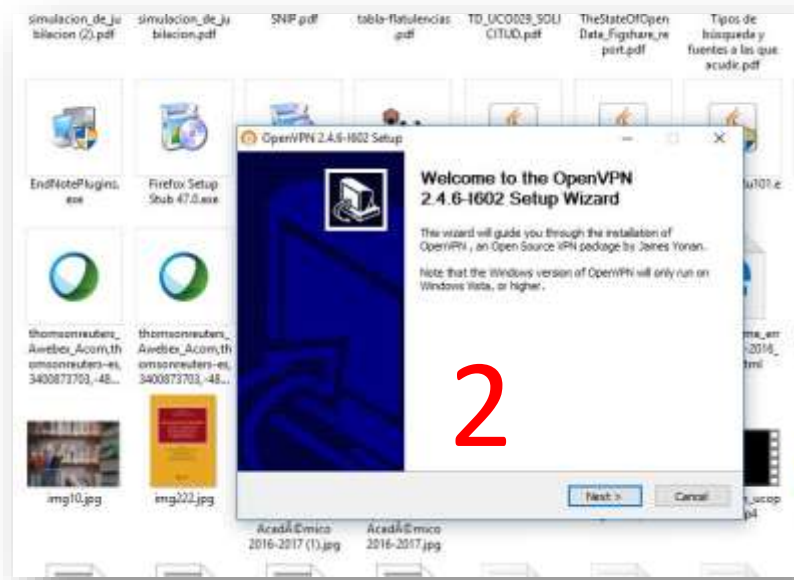 simulacion_de_ju
bilacion (2).pdf
simulacion_de_ju
bilacion.pdf
SNIP.pdf
tabla-flatulencias
.pdf
TD_UCO029_SOLI
CITUD.pdf
TheStateOfOpen
Data_Figshare_re
port.pdf
Tipos de
búsqueda y
fuentes a las que
acudir.pdf
EndNotePlugins.
exe
Firefox Setup
Stub 47.0.exe
OpenVPN 2.4.6-I602 Setup
Welcome to the OpenVPN
2.4.6-I602 Setup Wizard
This wizard will guide you through the installation of
OpenVPN , an Open Source VPN package by James Yonan.
Note that the Windows version of OpenVPN will only run on
Windows Vista, or higher.
2
Next >
Cancel
thomsonreuters_
Awebex_Acom,th
omsonreuters-es,
3400873703,-48...
thomsonreuters_
Awebex_Acom,th
omsonreuters-es,
3400873703,-48...
img10.jpg
img222.jpg
AcadÃ©mico
2016-2017 (1).jpg
AcadÃ©mico
2016-2017.jpg